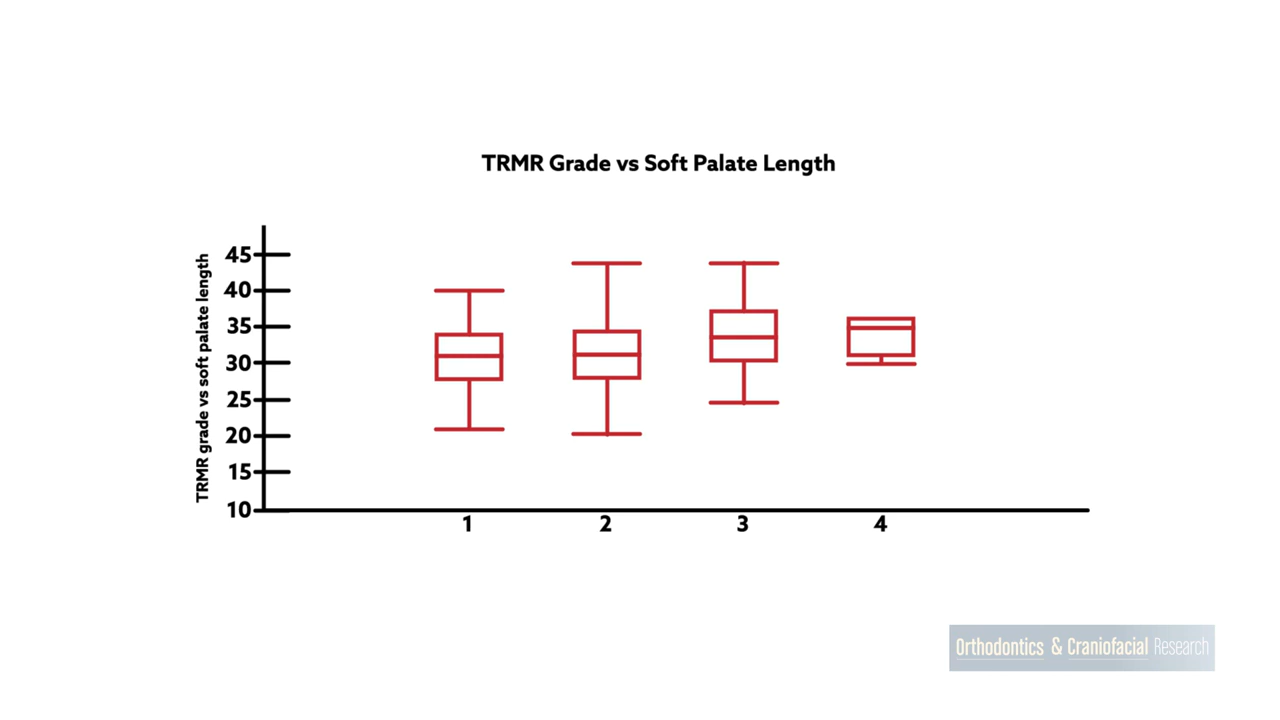 TRMR Grade vs Soft Palate Length
TRMR grade vs soft palate length
45
40
35
30
25
20
15
10
1 2 3 4
Orthodontics & Craniofacial Research